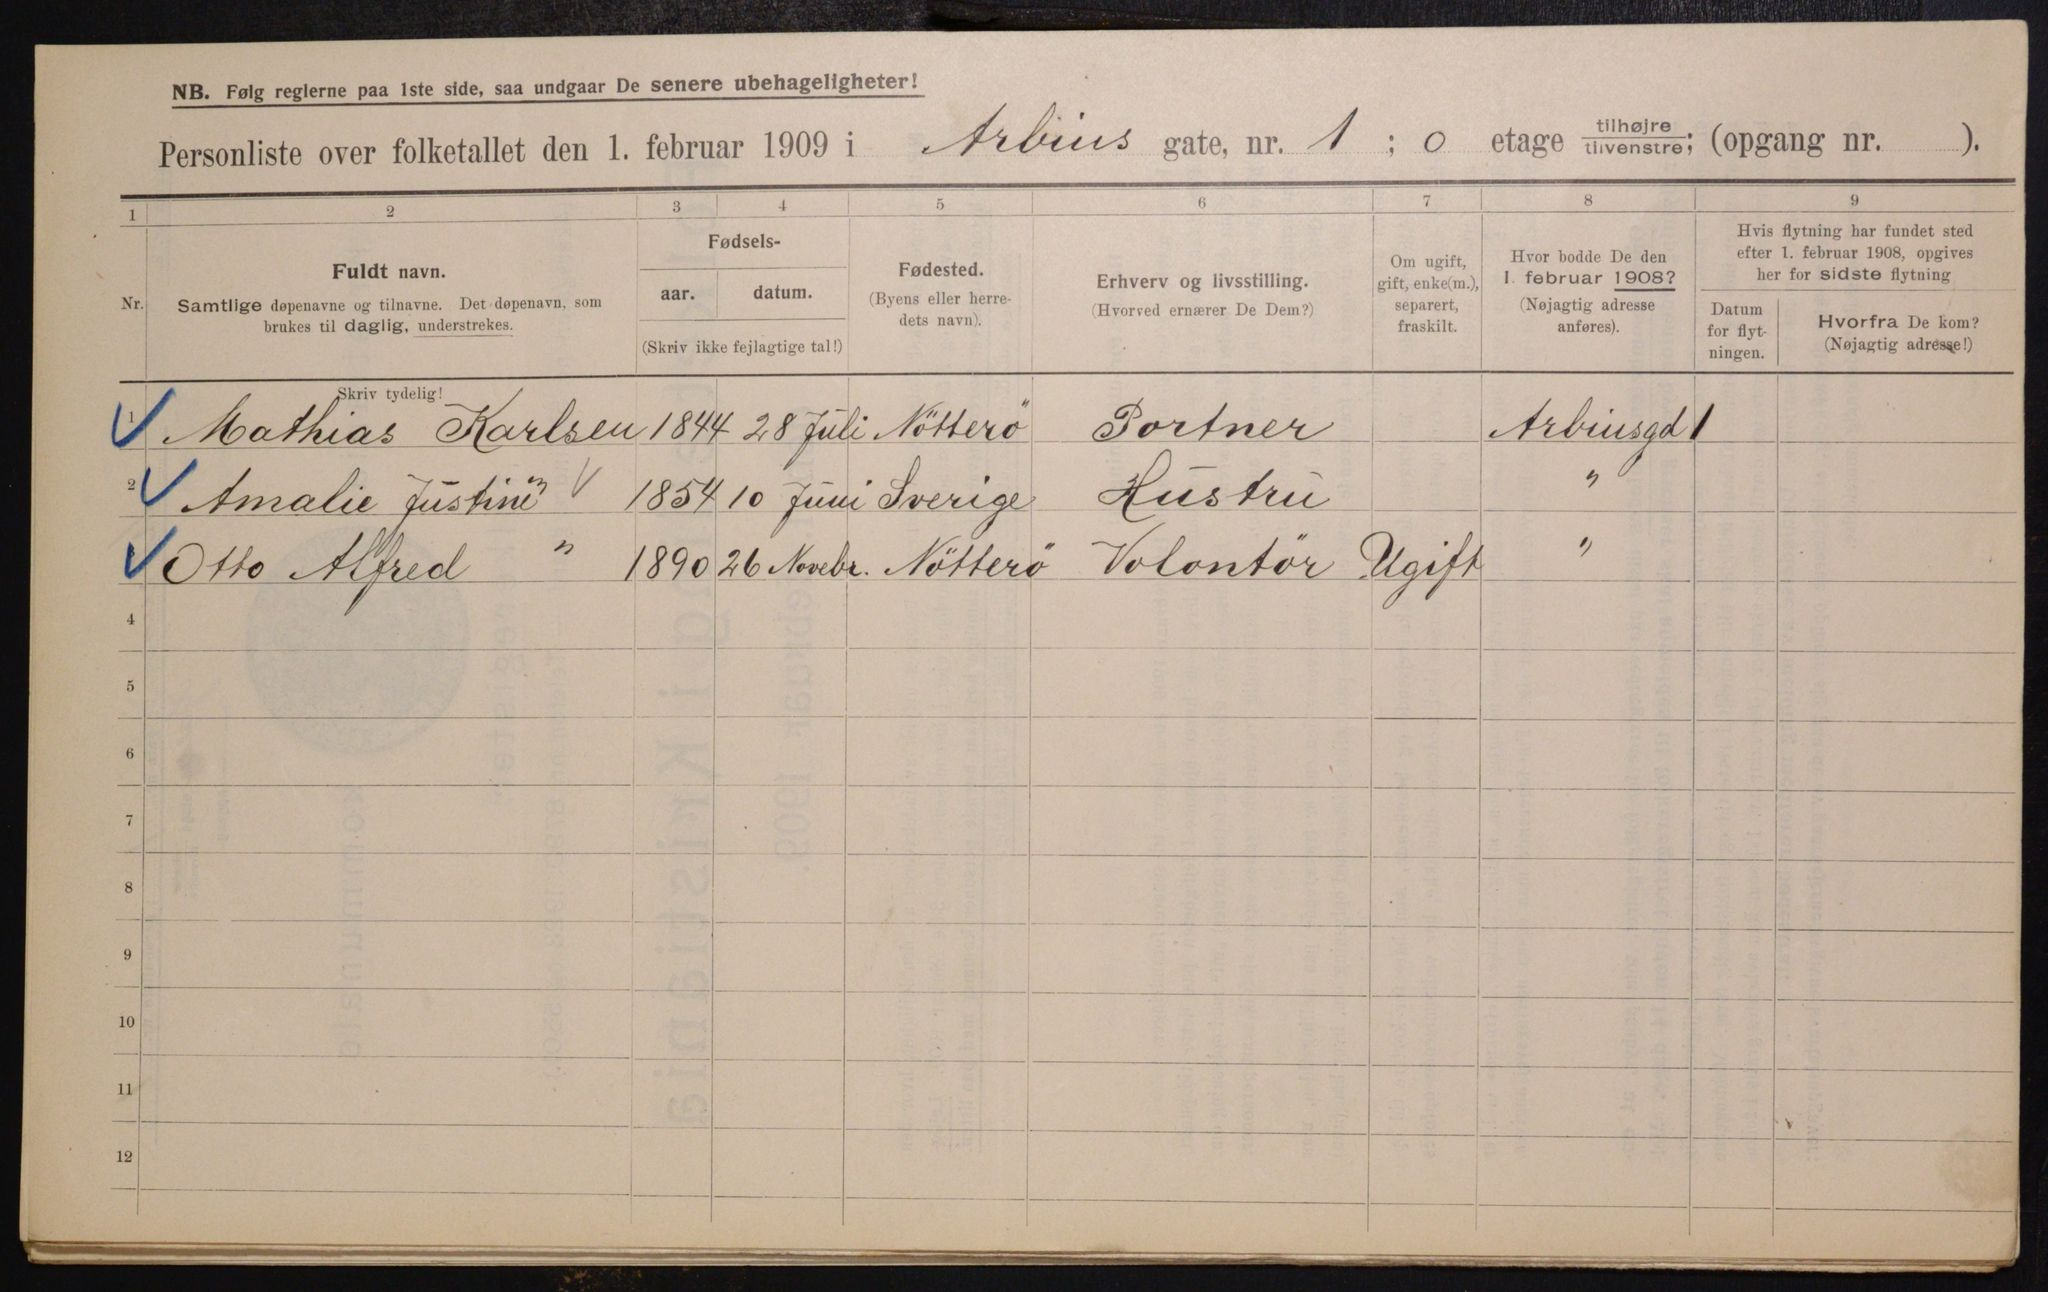 NB. Følg reglerne paa 1ste side, saa undgaar De senere ubehageligheter!
Personliste over folketallet den 1. februar 1909 i Arbius gate, nr. 1 ; 0 etage tilhøjre/tilvenstre; (opgang nr. ).
1 2 3 4 5 6 7 8 9
Nr.
Fuldt navn.
Samtlige døpenavne og tilnavne. Det døpenavn, som
brukes til daglig, understrekes.
Fødsels-
aar. datum.
(Skriv ikke fejlagtige tal!)
Fødested.
(Byens eller herre-
dets navn).
Erhverv og livsstilling.
(Hvorved ernærer De Dem?)
Om ugift,
gift, enke(m.),
separert,
fraskilt.
Hvor bodde De den
1. februar 1908?
(Nøjagtig adresse
anføres).
Hvis flytning har fundet sted
efter 1. februar 1908, opgives
her for sidste flytning
Datum
for flyt-
ningen.
Hvorfra De kom?
(Nøjagtig adresse!)
Skriv tydelig!
1 Mathias Karlsen 1844 28 Juli Nötterö Portner Arbiusgd 1
2 Amalie Justine " 1854 10 Juni Sverige Hustru "
Otto Alfred " 1890 26 Novebr. Nötterö Volontör Ugift "
4
5
6
7
8
9
10
11
12